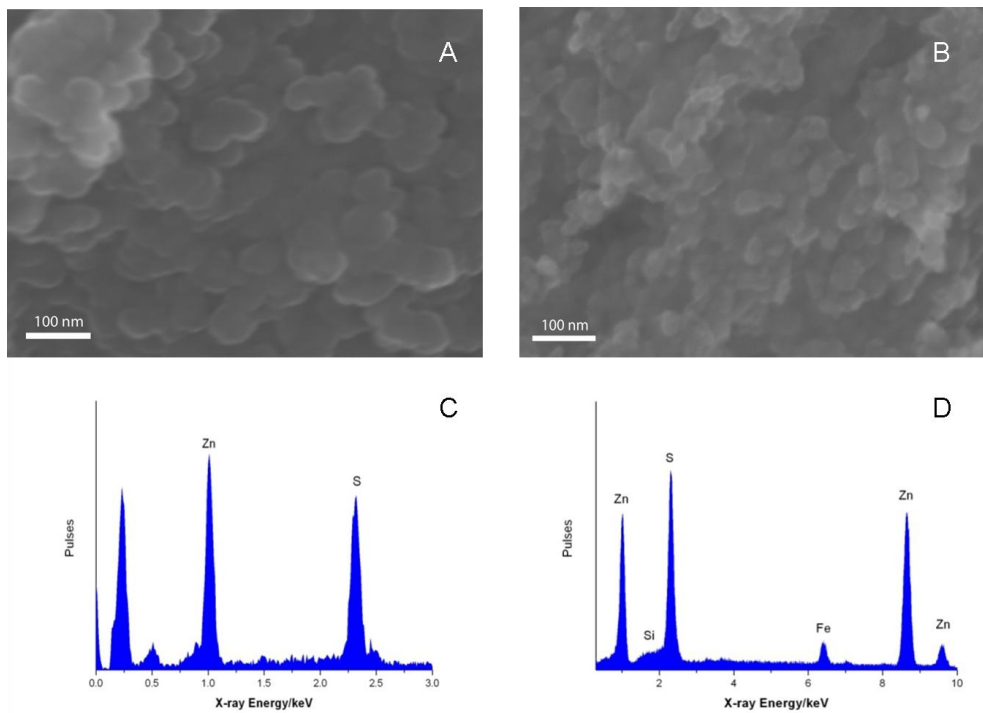 A
B
100 nm
100 nm
C
D
Zn
S
Pulses
0.0 0.5 1.0 1.5 2.0 2.5 3.0
X-ray Energy/keV
Zn
Si
S
Fe
Zn
Zn
Pulses
2 4 6 8 10
X-ray Energy/keV